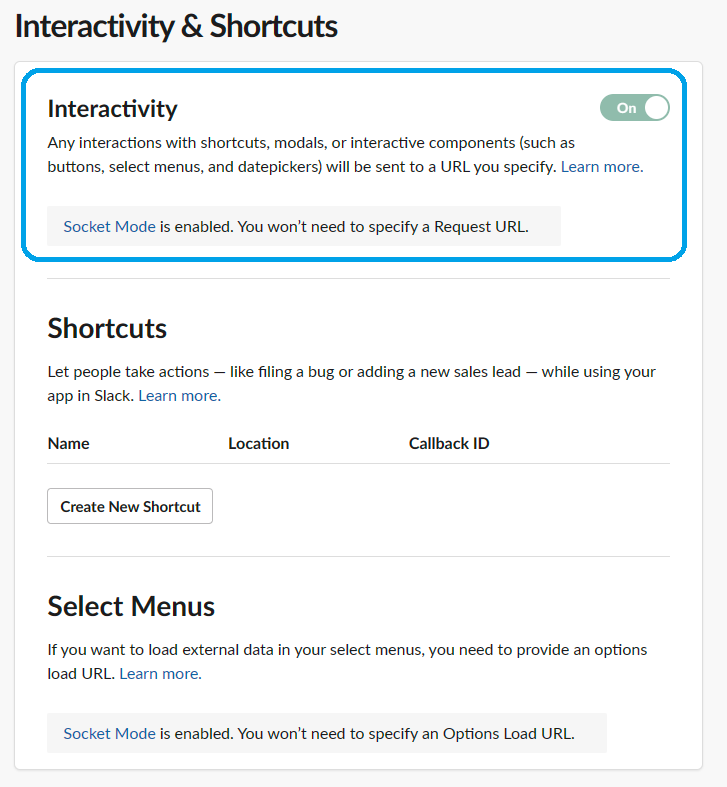 Interactivity & Shortcuts
Interactivity
On
Any interactions with shortcuts, modals, or interactive components (such as
buttons, select menus, and datepickers) will be sent to a URL you specify. Learn more.
Socket Mode is enabled. You won’t need to specify a Request URL.
Shortcuts
Let people take actions — like filing a bug or adding a new sales lead — while using your
app in Slack. Learn more.
Name Location Callback ID
Create New Shortcut
Select Menus
If you want to load external data in your select menus, you need to provide an options
load URL. Learn more.
Socket Mode is enabled. You won’t need to specify an Options Load URL.